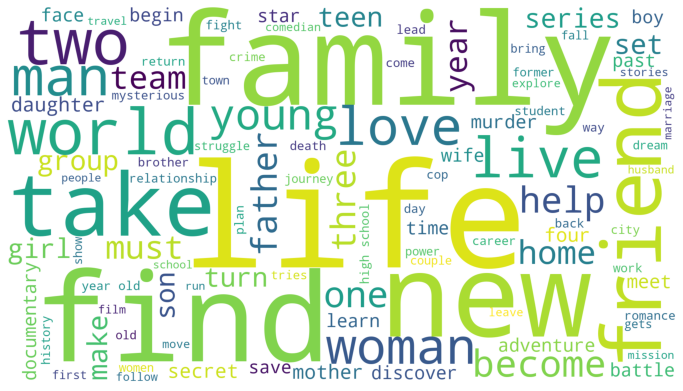 face
travel
begin
star
teen
lead
series
boy
two
family
fight
comedian
year
set
fall
man
return
team
crime
come
bring
former
past
stories
mysterious
town
explore
daughter
young
love
murder
student
way
friend
marriage
world
struggle
death
wife
live
dream
group
brother
father
three
cop
husband
people
relationship
life
journey
take
plan
day
help
back
girl
must
show
high school
time
power
career
home
four
city
couple
school
turn
tries
find
new
work
meet
documentary
history
year old
run
son
one
leave
romance
gets
make
film
old
move
learn
woman
adventure
mission
first
women
follow
secret
save
mother
discover
become
battle